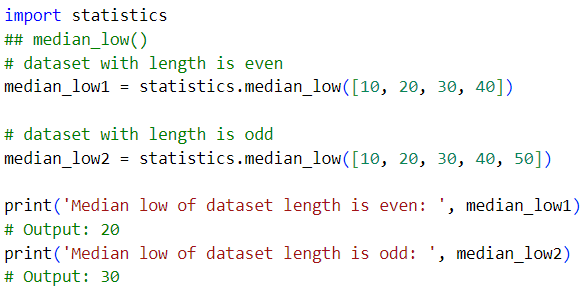 import statistics
## median_low()
# dataset with length is even
median_low1 = statistics.median_low([10, 20, 30, 40])
# dataset with length is odd
median_low2 = statistics.median_low([10, 20, 30, 40, 50])
print('Median low of dataset length is even: ', median_low1)
# Output: 20
print('Median low of dataset length is odd: ', median_low2)
# Output: 30